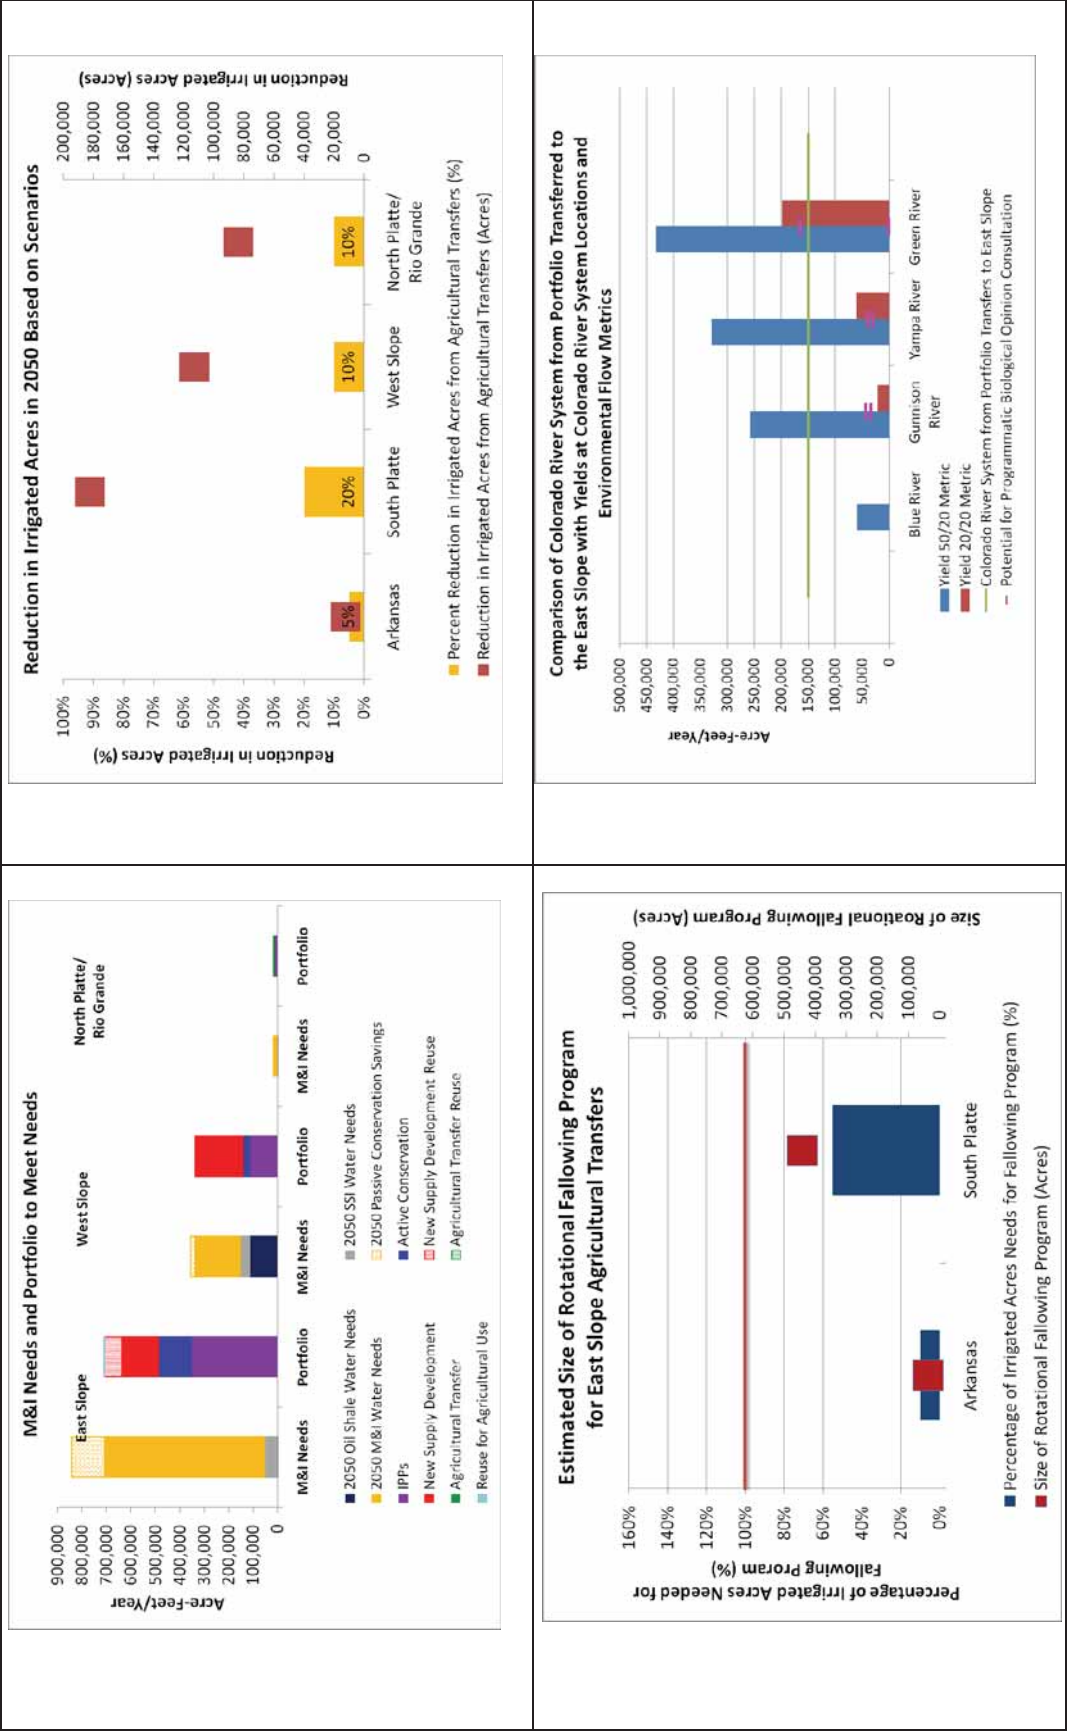 M&I Needs and Portfolio to Meet Needs
Acre-Feet/Year
900,000
800,000
700,000
600,000
500,000
400,000
300,000
200,000
100,000
0
East Slope
West Slope
North Platte/
Rio Grande
M&I Needs
Portfolio
M&I Needs
Portfolio
M&I Needs
Portfolio
2050 Oil Shale Water Needs
2050 SSI Water Needs
2050 M&I Water Needs
2050 Passive Conservation Savings
IPPs
Active Conservation
New Supply Development
New Supply Development Reuse
Agricultural Transfer
Agricultural Transfer Reuse
Reuse for Agricultural Use
Reduction in Irrigated Acres in 2050 Based on Scenarios
Reduction in Irrigated Acres (%)
100%
90%
80%
70%
60%
50%
40%
30%
20%
10%
0%
5%
20%
10%
10%
200,000
180,000
160,000
140,000
120,000
100,000
80,000
60,000
40,000
20,000
0
Reduction in Irrigated Acres (Acres)
Arkansas
South Platte
West Slope
North Platte/
Rio Grande
Percent Reduction in Irrigated Acres from Agricultural Transfers (%)
Reduction in Irrigated Acres from Agricultural Transfers (Acres)
Estimated Size of Rotational Fallowing Program
for East Slope Agricultural Transfers
Percentage of Irrigated Acres Needed for
Fallowing Proram (%)
160%
140%
120%
100%
80%
60%
40%
20%
0%
1,000,000
900,000
800,000
700,000
600,000
500,000
400,000
300,000
200,000
100,000
0
Size of Roational Fallowing Program (Acres)
Arkansas
South Platte
Percentage of Irrigated Acres Needs for Fallowing Program (%)
Size of Rotational Fallowing Program (Acres)
Comparison of Colorado River System from Portfolio Transferred to
the East Slope with Yields at Colorado River System Locations and
Environmental Flow Metrics
Acre-Feet/Year
500,000
450,000
400,000
350,000
300,000
250,000
200,000
150,000
100,000
50,000
0
Blue River
Gunnison
River
Yampa River
Green River
Yield 50/20 Metric
Yield 20/20 Metric
Colorado River System from Portfolio Transfers to East Slope
Potential for Programmatic Biological Opinion Consultation